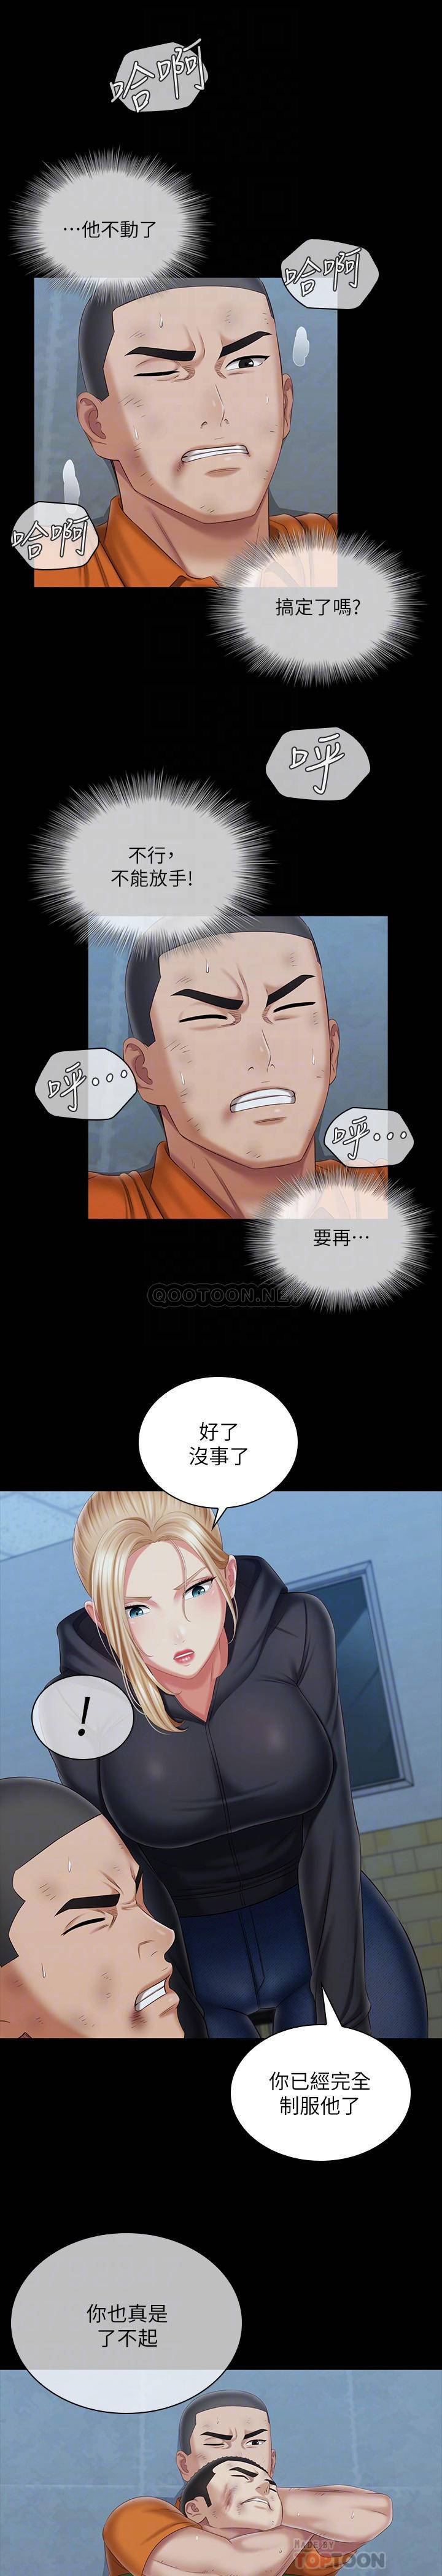 哈啊
…他不動了
哈啊
哈啊
搞定了嗎?
呼
不行,
不能放手!
呼…
呼…
要再…
QOOTOON.NET
好了
沒事了
!
你已經完全
制服他了
你也真是
了不起
MADE BY
TOPTOON